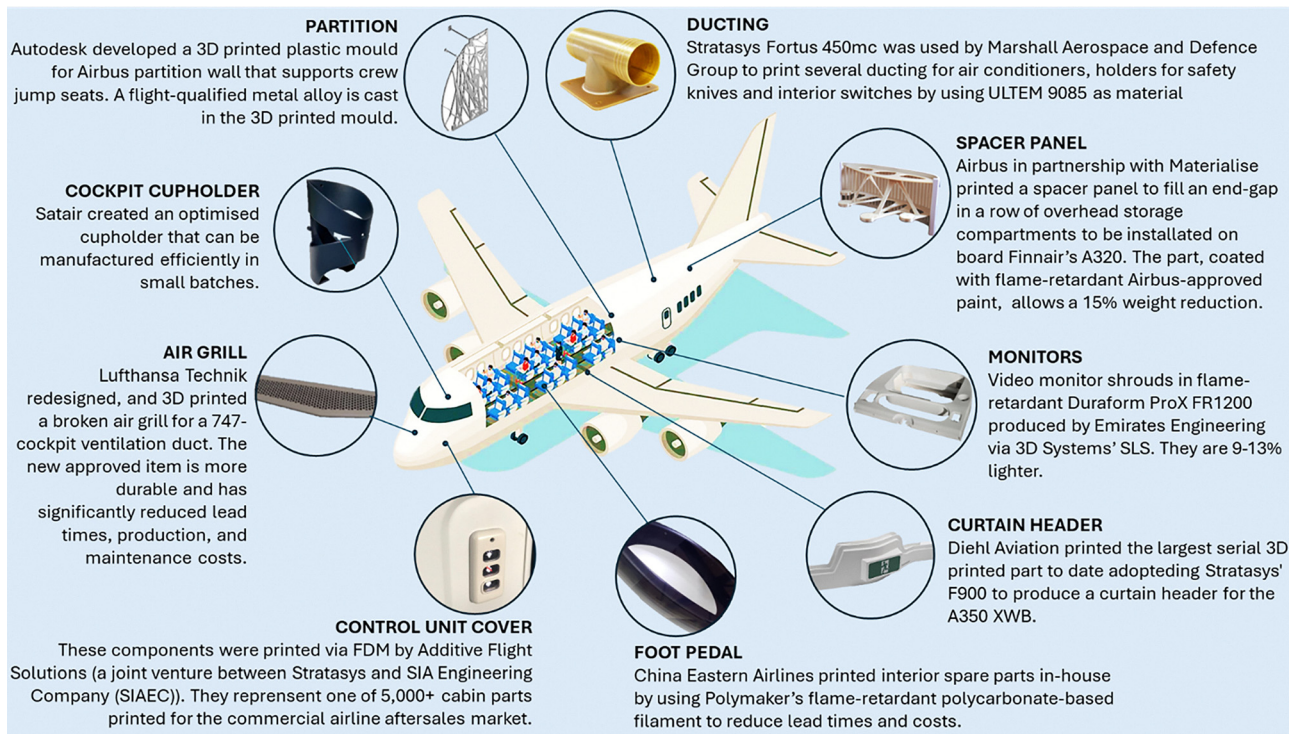 PARTITION
Autodesk developed a 3D printed plastic mould
for Airbus partition wall that supports crew
jump seats. A flight-qualified metal alloy is cast
in the 3D printed mould.
DUCTING
Stratasys Fortus 450mc was used by Marshall Aerospace and Defence
Group to print several ducting for air conditioners, holders for safety
knives and interior switches by using ULTEM 9085 as material
COCKPIT CUPHOLDER
Satair created an optimised
cupholder that can be
manufactured efficiently in
small batches.
SPACER PANEL
Airbus in partnership with Materialise
printed a spacer panel to fill an end-gap
in a row of overhead storage
compartments to be installed on
board Finnair’s A320. The part, coated
with flame-retardant Airbus-approved
paint, allows a 15% weight reduction.
AIR GRILL
Lufthansa Technik
redesigned, and 3D printed
a broken air grill for a 747-
cockpit ventilation duct. The
new approved item is more
durable and has
significantly reduced lead
times, production, and
maintenance costs.
MONITORS
Video monitor shrouds in flame-
retardant Duraform ProX FR1200
produced by Emirates Engineering
via 3D Systems’ SLS. They are 9-13%
lighter.
CURTAIN HEADER
Diehl Aviation printed the largest serial 3D
printed part to date adopteding Stratasys'
F900 to produce a curtain header for the
A350 XWB.
CONTROL UNIT COVER
These components were printed via FDM by Additive Flight
Solutions (a joint venture between Stratasys and SIA Engineering
Company (SIAEC)). They reprensent one of 5,000+ cabin parts
printed for the commercial airline aftersales market.
FOOT PEDAL
China Eastern Airlines printed interior spare parts in-house
by using Polymaker’s flame-retardant polycarbonate-based
filament to reduce lead times and costs.